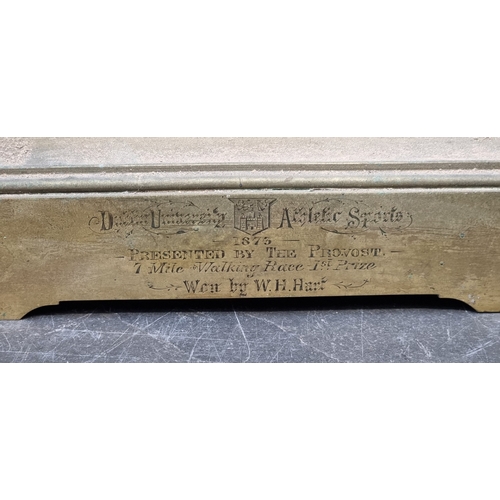 Dublin University Athletic Sports
1875
PRESENTED BY THE PROVOST.
7 Mile Walking Race 1st Prize
Won by W.H. Hart